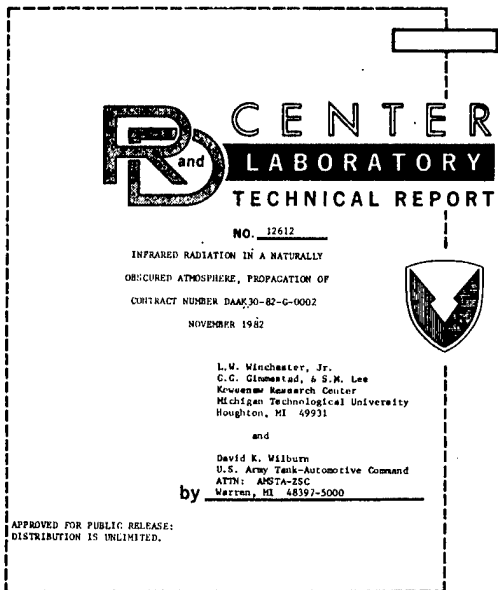 R and D
CENTER
LABORATORY
TECHNICAL REPORT
NO. 12612
INFRARED RADIATION IN A NATURALLY
OBSCURED ATMOSPHERE, PROPAGATION OF
CONTRACT NUMBER DAAK30-82-G-0002
NOVEMBER 1982
L.W. Winchester, Jr.
G.G. Gimmestad, & S.M. Lee
Keweenaw Research Center
Michigan Technological University
Houghton, MI 49931
and
David K. Wilburn
U.S. Army Tank-Automotive Command
ATTN: AMSTA-ZSC
by Warren, MI 48397-5000
APPROVED FOR PUBLIC RELEASE:
DISTRIBUTION IS UNLIMITED.